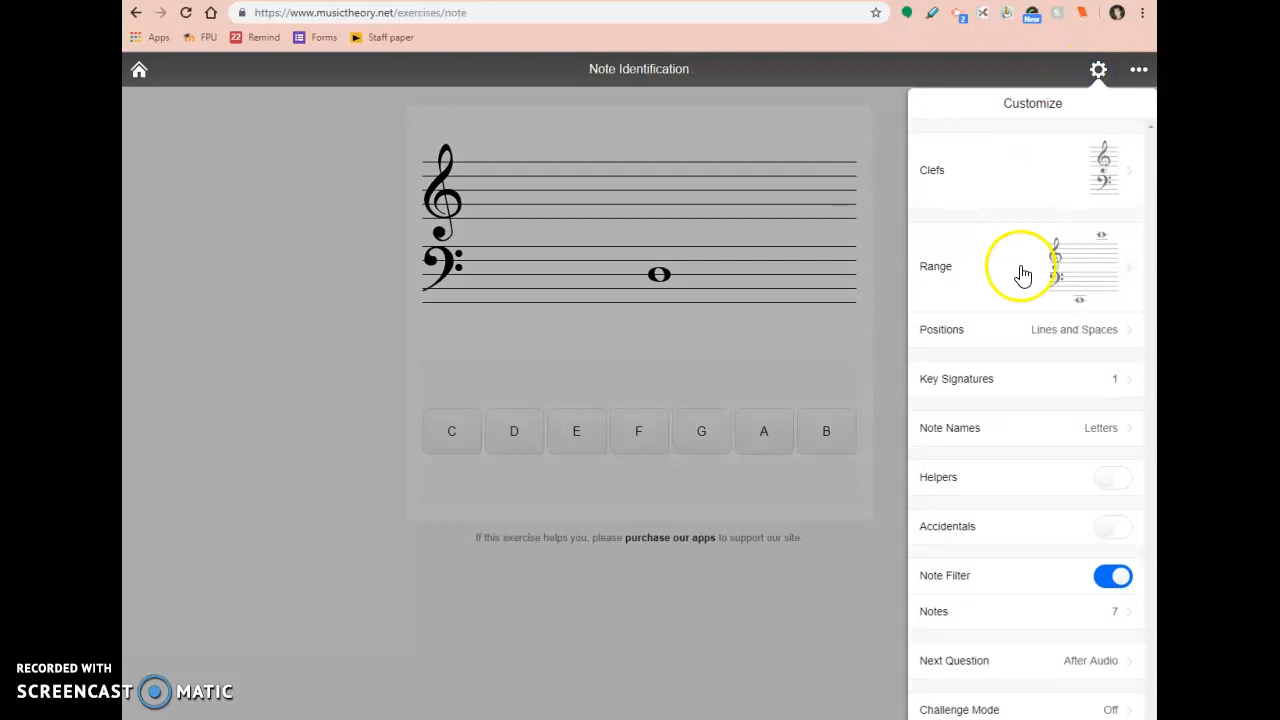 https://www.musictheory.net/exercises/note
2
New
Apps
FPU
22 Remind
Forms
Staff paper
Note Identification
Customize
Clefs
Range
Positions Lines and Spaces
Key Signatures 1
Note Names Letters
Helpers
Accidentals
Note Filter
Notes 7
Next Question After Audio
Challenge Mode Off
C D E F G A B
If this exercise helps you, please purchase our apps to support our site.
RECORDED WITH
SCREENCAST MATIC